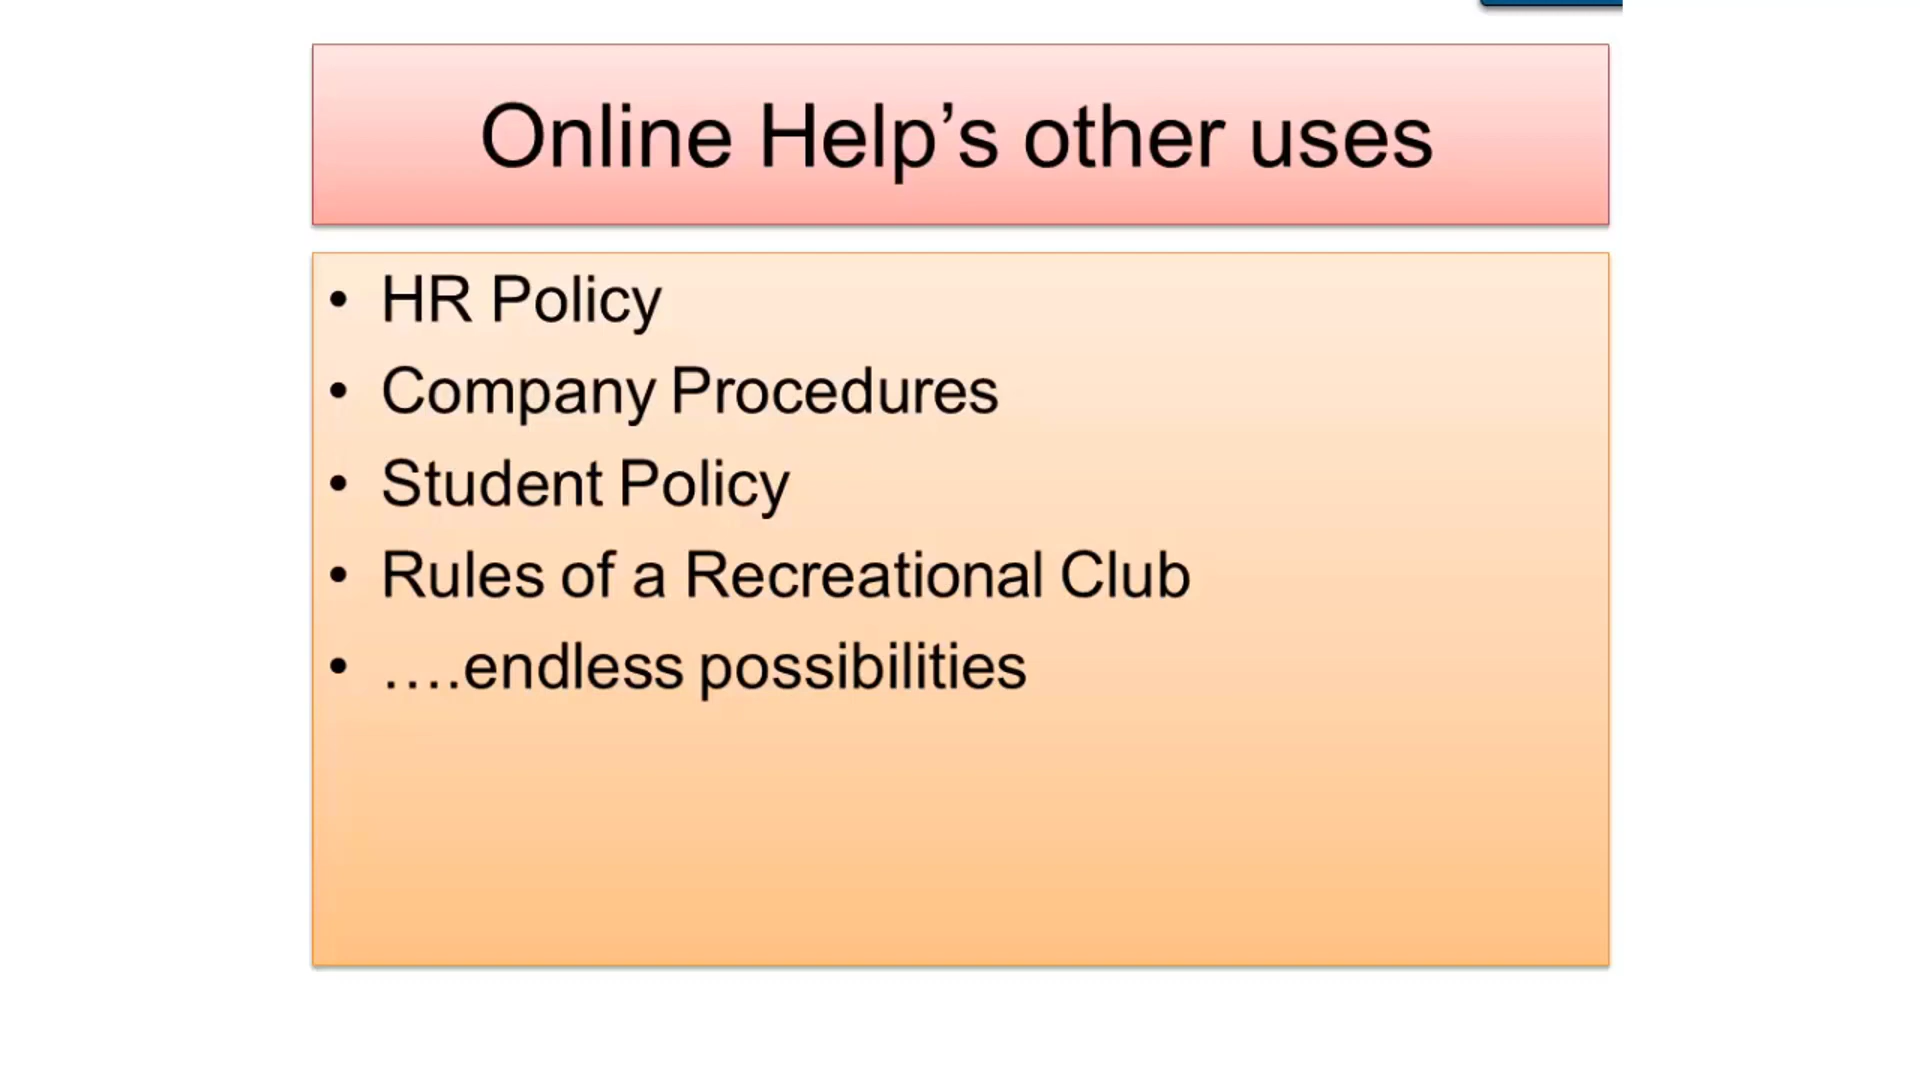 Online Help’s other uses
• HR Policy
• Company Procedures
• Student Policy
• Rules of a Recreational Club
• ….endless possibilities